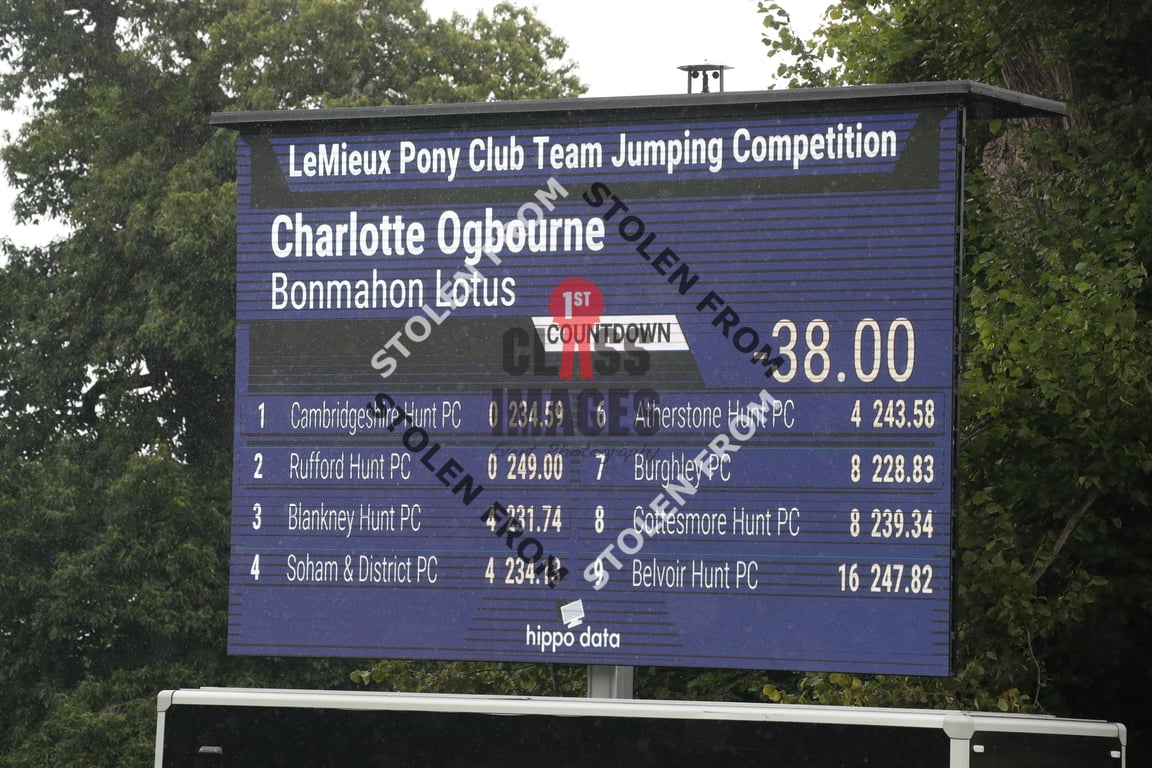 LeMieux Pony Club Team Jumping Competition
Charlotte Ogbourne
Bonmahon Lotus
COUNTDOWN
-38.00
1 Cambridgeshire Hunt PC 0 234.59
2 Rufford Hunt PC 0 249.00
3 Blankney Hunt PC 4 231.74
4 Soham & District PC 4 234.13
6 Atherstone Hunt PC 4 243.58
7 Burghley PC 8 228.83
8 Cottesmore Hunt PC 8 239.34
9 Belvoir Hunt PC 16 247.82
hippo data
1ST
CLASS
IMAGES
Event Photography
STOLEN FROM
STOLEN FROM
STOLEN FROM
STOLEN FROM